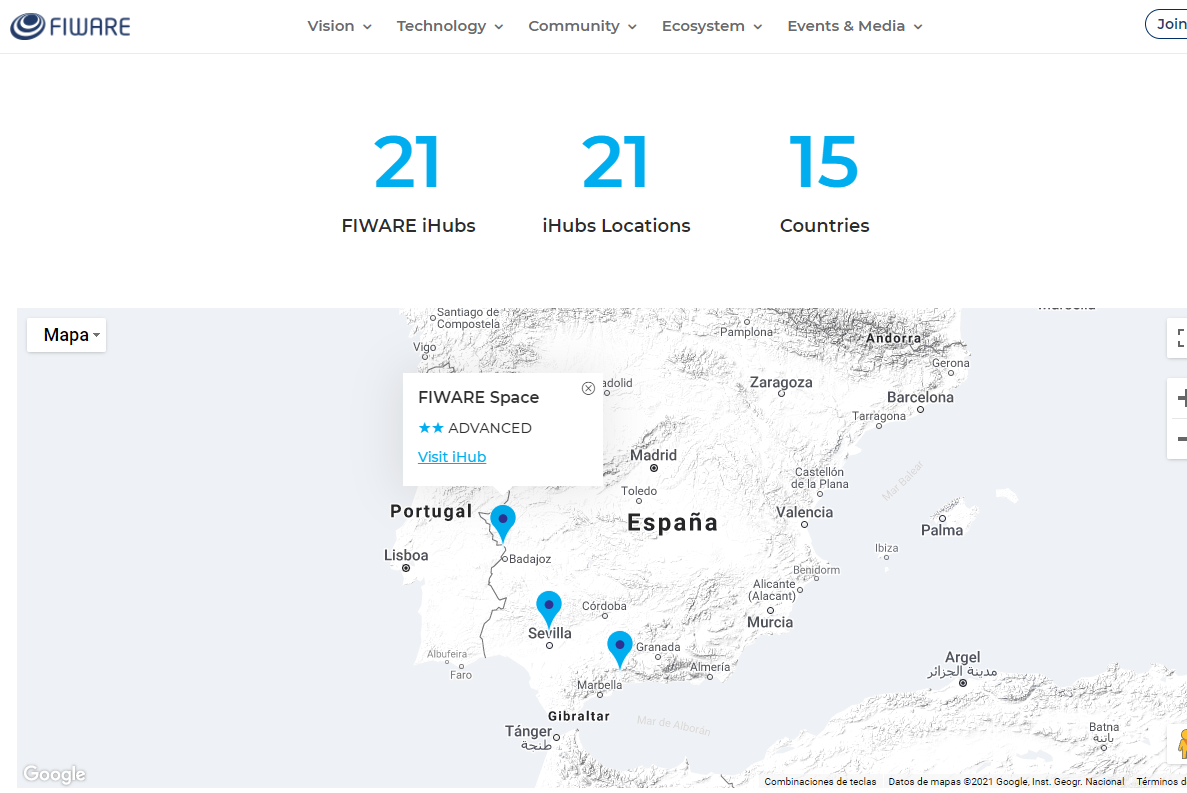 FIWARE
Vision Technology Community Ecosystem Events & Media Join
21 21 15
FIWARE iHubs iHubs Locations Countries
Mapa
Santiago de
Compostela
Vigo
Pamplona
Andorra
Gerona
Zaragoza
Barcelona
Tarragona
FIWARE Space
★★ ADVANCED
Visit iHub
Madrid
Toledo
Castellón
de la Plana
Mar Balear
Portugal
España
Valencia
Palma
Lisboa
Badajoz
Ibiza
Benidorm
Alicante
(Alacant)
Murcia
Córdoba
Sevilla
Granada
Albufeira
Faro
Almería
Marbella
Argel
مدينة الجزائر
Gibraltar
Mar de Alborán
Tánger
طنجة
Batna
باتنة
Google
Combinaciones de teclas Datos de mapas ©2021 Google, Inst. Geogr. Nacional Términos d